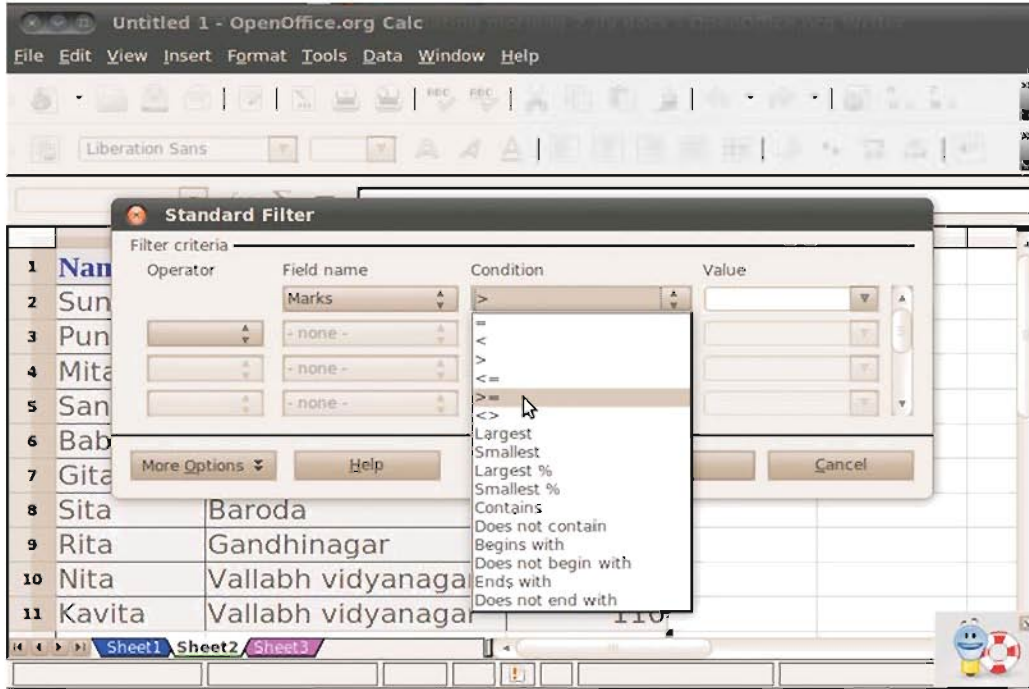 Untitled 1 - OpenOffice.org Calc
File Edit View Insert Format Tools Data Window Help
Liberation Sans
Standard Filter
Filter criteria
Operator Field name Condition Value
Marks >
- none -
- none -
- none -
=
<
>
<=
>=
<>
Largest
Smallest
Largest %
Smallest %
Contains
Does not contain
Begins with
Does not begin with
Ends with
Does not end with
More Options Help Cancel
1 Nan
2 Sun
3 Pun
4 Mita
5 San
6 Bab
7 Gita
8 Sita Baroda
9 Rita Gandhinagar
10 Nita Vallabh vidyanagar
11 Kavita Vallabh vidyanagar 110
Sheet1 Sheet2 Sheet3